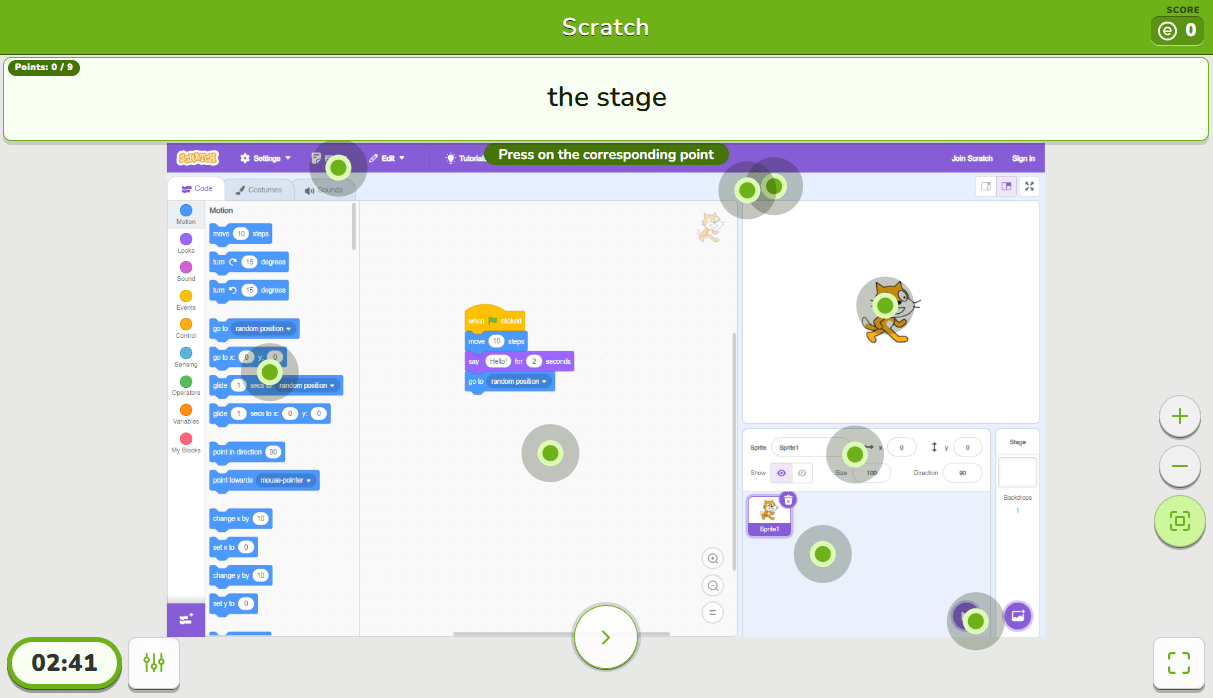 Scratch
SCORE
0
Points: 0 / 9
the stage
SCRATCH
Settings
Edit
Tutorials
Press on the corresponding point
Join Scratch
Sign in
Code
Costumes
Sounds
Motion
Motion
Looks
Sound
Events
Control
Sensing
Operators
Variables
My Blocks
move 10 steps
turn 15 degrees
turn 15 degrees
go to random position
go to x: 0 y: 0
glide 1 secs to random position
glide 1 secs to x: 0 y: 0
point in direction 90
point towards mouse-pointer
change x by 10
set x to 0
change y by 10
set y to 0
when clicked
move 10 steps
say Hello! for 2 seconds
go to random position
Sprite Sprite1 x 0 y 0
Show Size 100 Direction 90
Sprite1
Stage
Backdrops
1
02:41